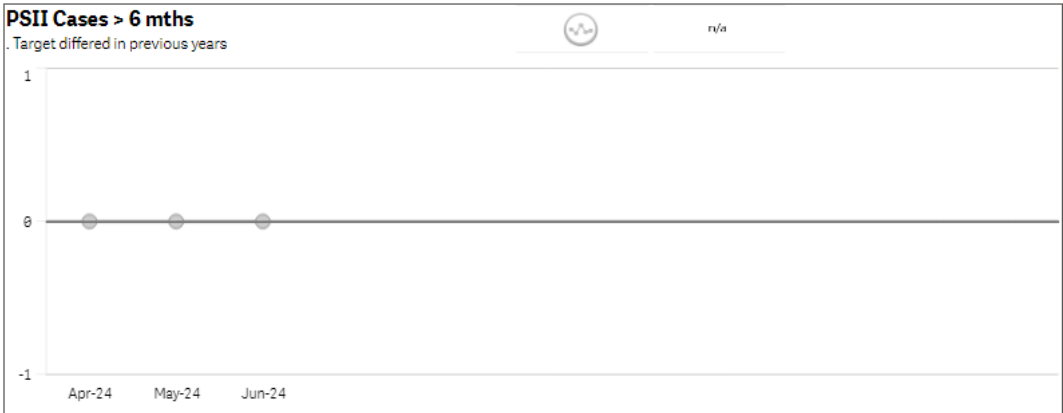 PSII Cases > 6 mths
. Target differed in previous years
n/a
1
0
-1
Apr-24 May-24 Jun-24